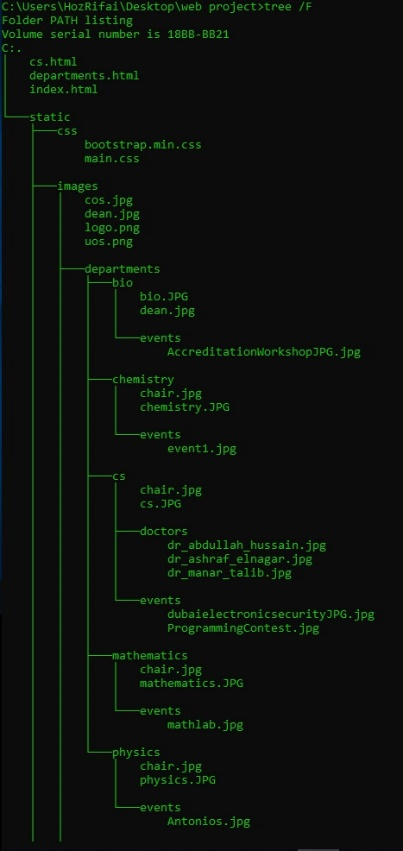 C:\Users\HozRifai\Desktop\web project>tree /F
Folder PATH listing
Volume serial number is 18BB-BB21
C:.
cs.html
departments.html
index.html
static
css
bootstrap.min.css
main.css
images
cos.jpg
dean.jpg
logo.png
uos.png
departments
bio
bio.JPG
dean.jpg
events
AccreditationWorkshopJPG.jpg
chemistry
chair.jpg
chemistry.JPG
events
event1.jpg
cs
chair.jpg
cs.JPG
doctors
dr_abdullah_hussain.jpg
dr_ashraf_elnagar.jpg
dr_manar_talib.jpg
events
dubaielectronicsecurityJPG.jpg
ProgrammingContest.jpg
mathematics
chair.jpg
mathematics.JPG
events
mathlab.jpg
physics
chair.jpg
physics.JPG
events
Antonios.jpg